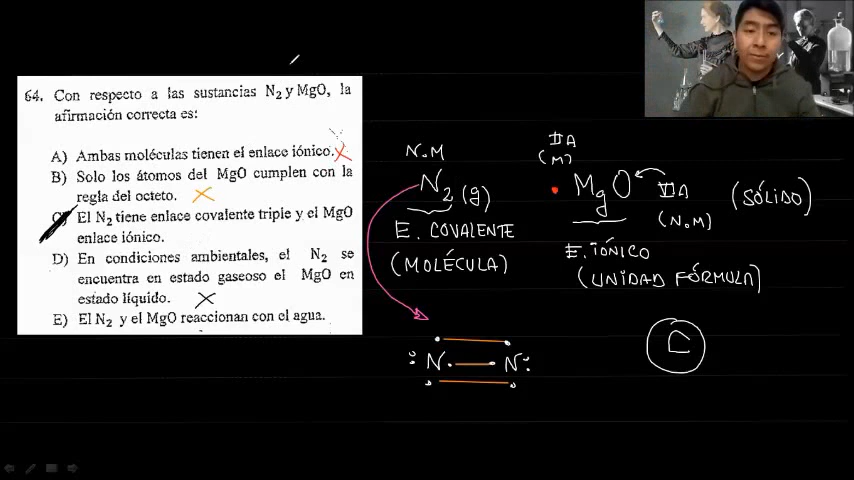 64. Con respecto a las sustancias N₂ y MgO, la
afirmación correcta es:
A) Ambas moléculas tienen el enlace iónico.
B) Solo los átomos del MgO cumplen con la
regla del octeto.
C) El N₂ tiene enlace covalente triple y el MgO
enlace iónico.
D) En condiciones ambientales, el N₂ se
encuentra en estado gaseoso el MgO en
estado líquido.
E) El N₂ y el MgO reaccionan con el agua.
N.M
N₂ (g)
E. COVALENTE
(MOLÉCULA)
N N
IIA
(M)
MgO
VIA
(N.M)
(SÓLIDO)
E. IÓNICO
(UNIDAD FÓRMULA)
C